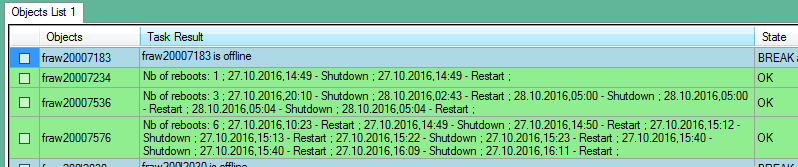 Objects List 1
Objects Task Result State
fraw20007183 fraw20007183 is offline BREAK
fraw20007234 Nb of reboots: 1 ; 27.10.2016,14:49 - Shutdown ; 27.10.2016,14:49 - Restart ; OK
Nb of reboots: 3 ; 27.10.2016,20:10 - Shutdown ; 28.10.2016,02:43 - Restart ; 28.10.2016,05:00 - Shutdown ; 28.10.2016,05:00
fraw20007536 - Restart ; 28.10.2016,05:04 - Shutdown ; 28.10.2016,05:04 - Restart ; OK
Nb of reboots: 6 ; 27.10.2016,10:23 - Restart ; 27.10.2016,14:49 - Shutdown ; 27.10.2016,14:50 - Restart ; 27.10.2016,15:12 -
fraw20007576 Shutdown ; 27.10.2016,15:13 - Restart ; 27.10.2016,15:22 - Shutdown ; 27.10.2016,15:23 - Restart ; 27.10.2016,15:40 - OK
Shutdown ; 27.10.2016,15:40 - Restart ; 27.10.2016,16:09 - Shutdown ; 27.10.2016,16:11 - Restart ;
is offline